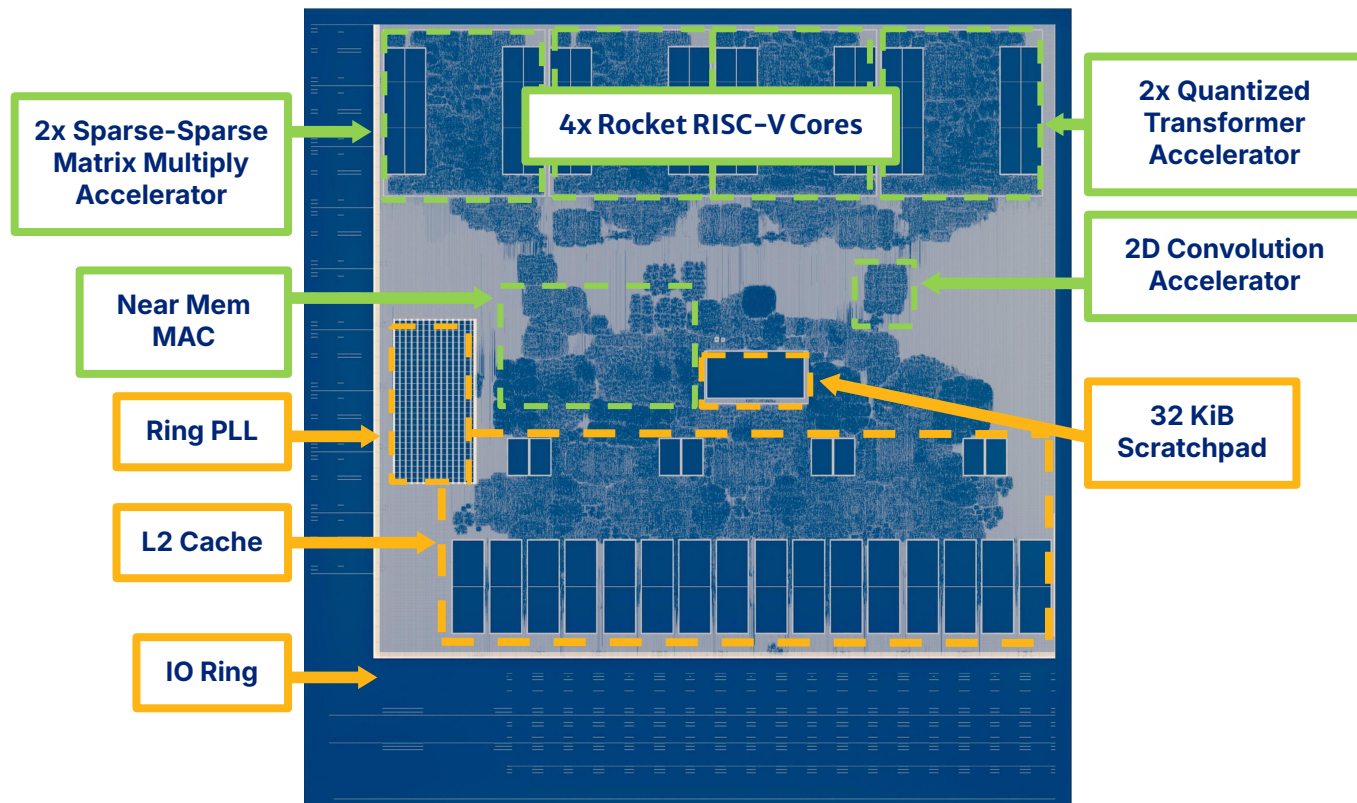 4x Rocket RISC-V Cores
2x Sparse-Sparse
Matrix Multiply
Accelerator
2x Quantized
Transformer
Accelerator
Near Mem
MAC
2D Convolution
Accelerator
Ring PLL
32 KiB
Scratchpad
L2 Cache
IO Ring